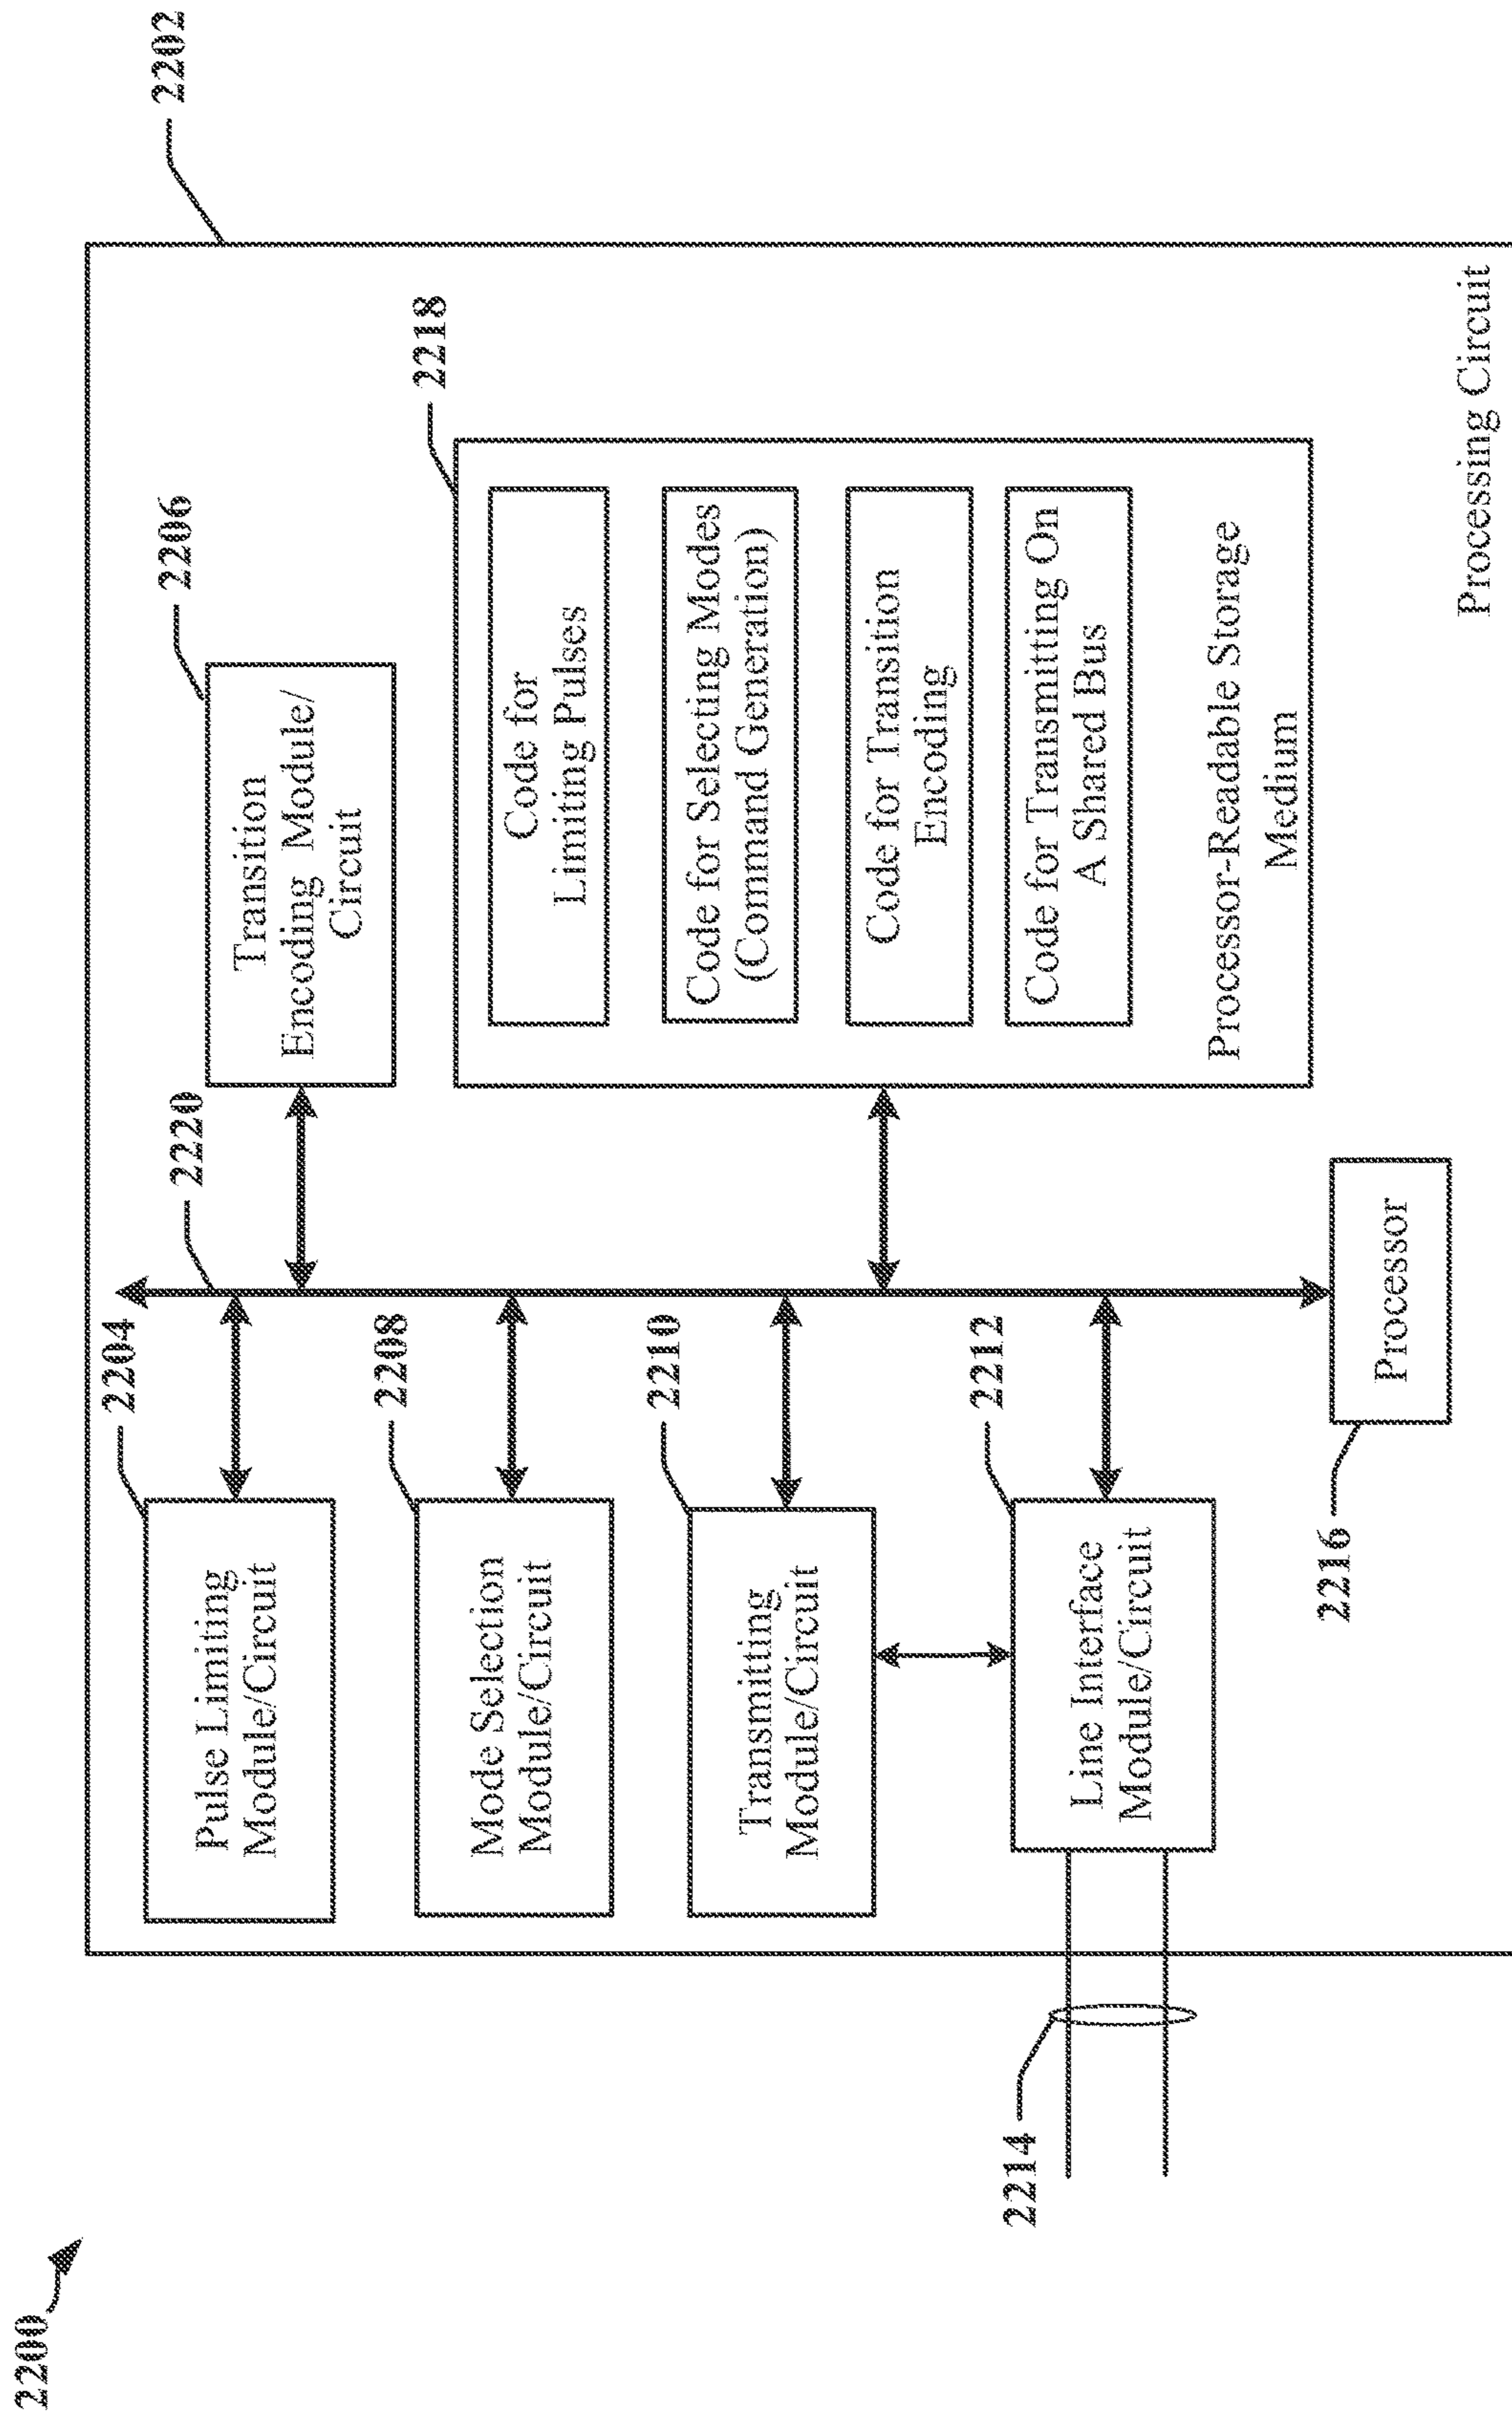 2200
2202
2204
Pulse Limiting
Module/Circuit
2220
2206
Transition
Encoding Module/
Circuit
2208
Mode Selection
Module/Circuit
2218
Code for
Limiting Pulses
Code for Selecting Modes
(Command Generation)
Code for Transition
Encoding
Code for Transmitting On
A Shared Bus
Processor-Readable Storage
Medium
2210
Transmitting
Module/Circuit
2212
Line Interface
Module/Circuit
2214
2216
Processor
Processing Circuit